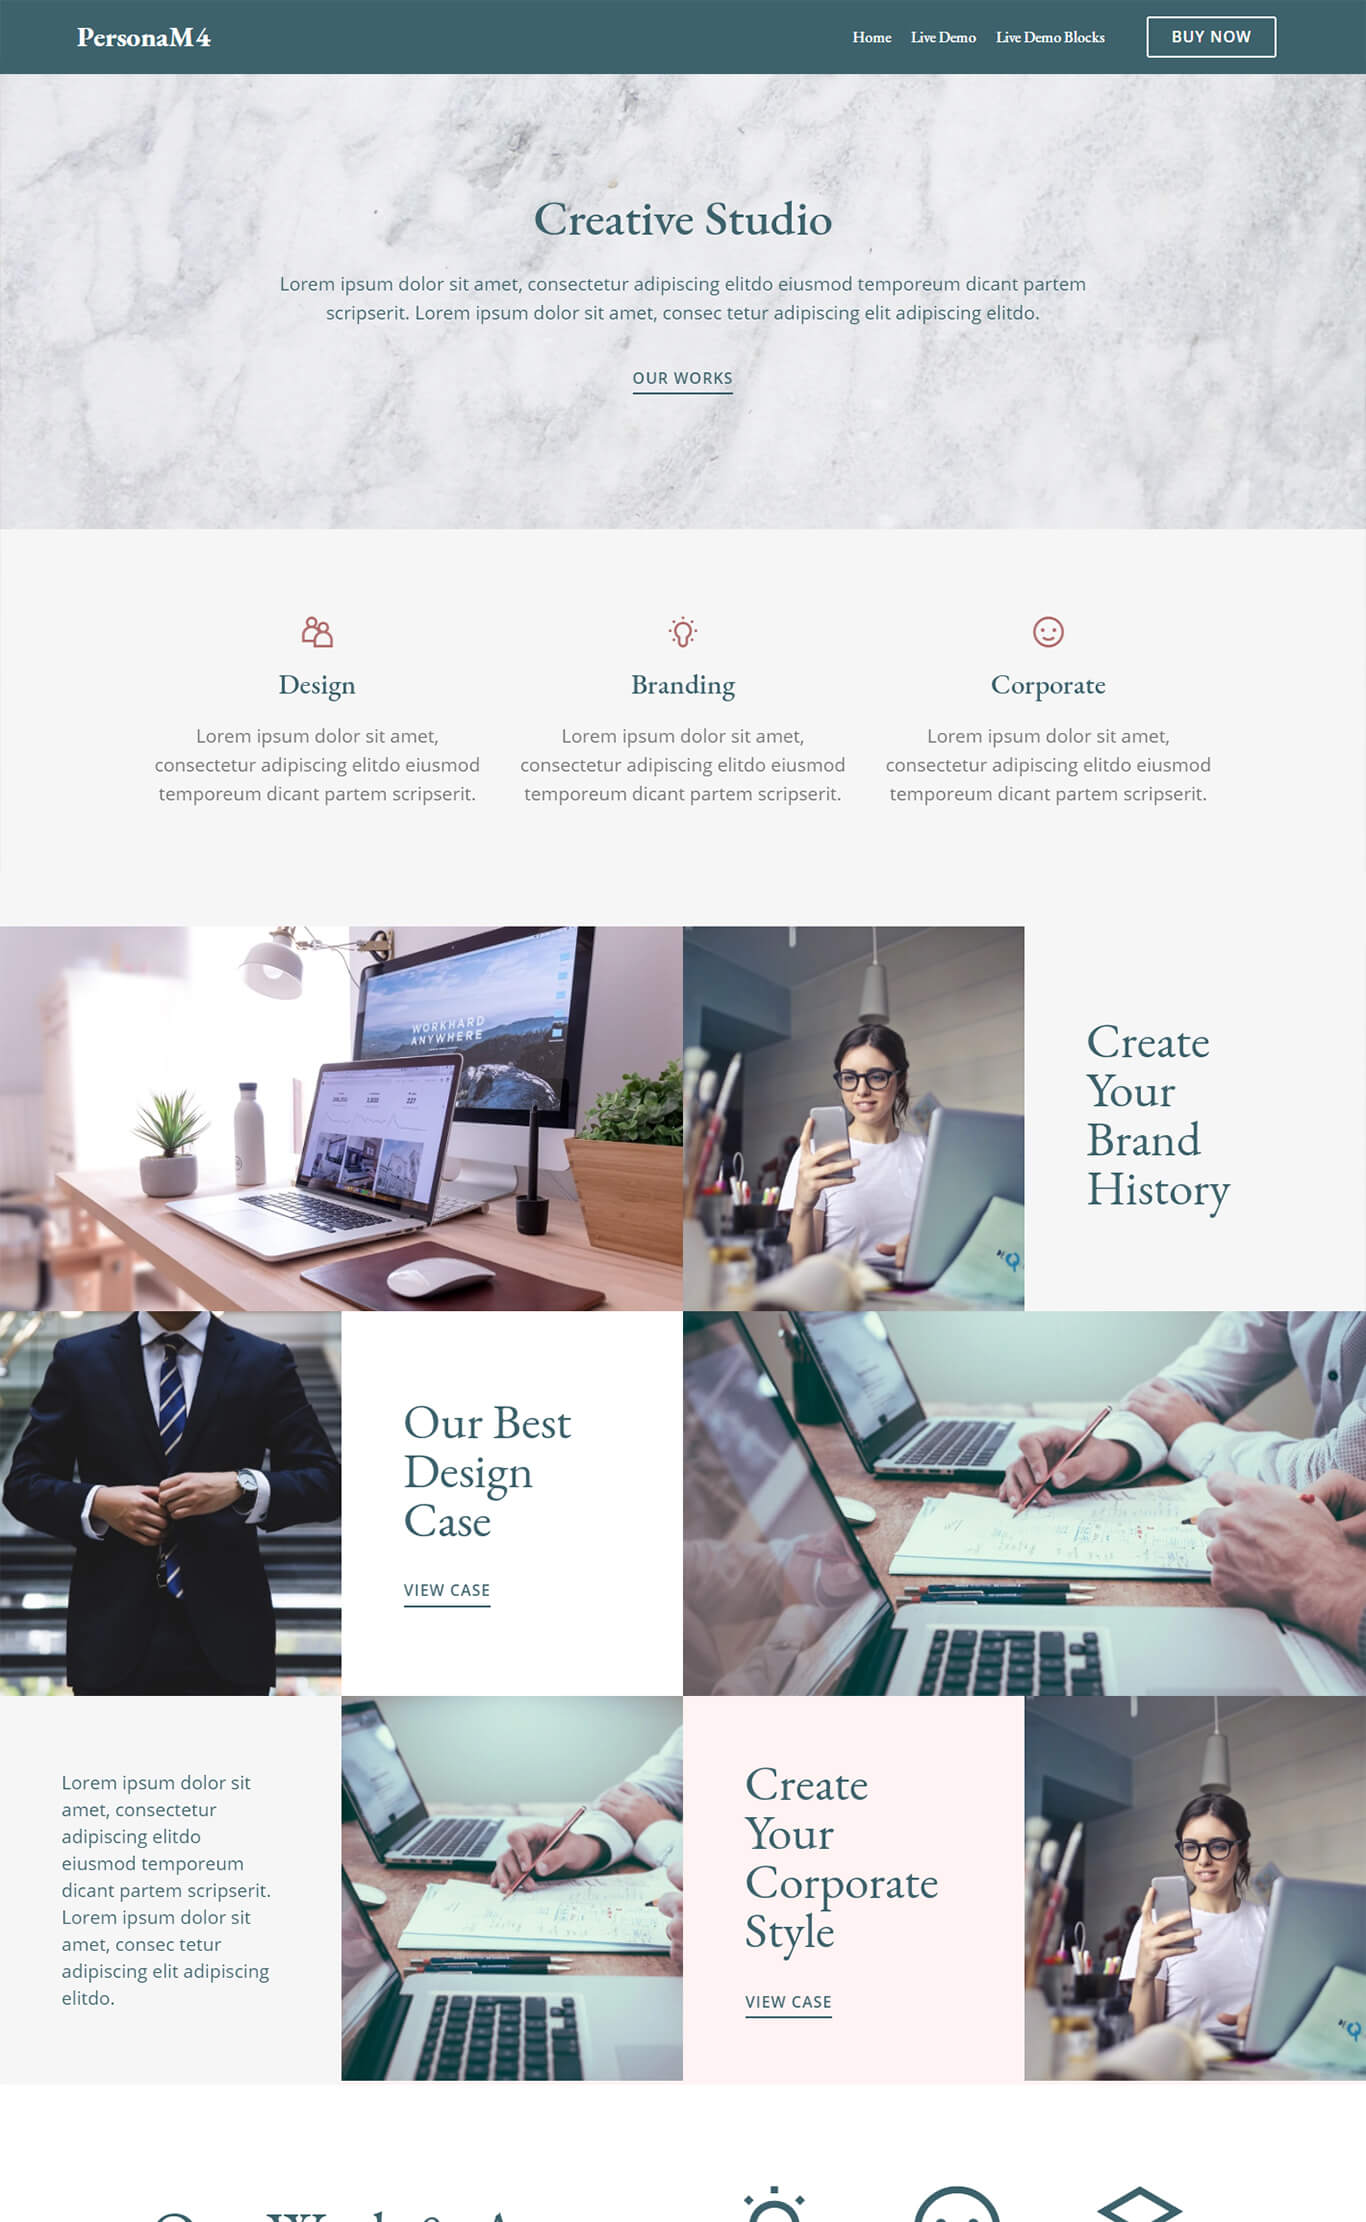 PersonaM4
Home Live Demo Live Demo Blocks BUY NOW
Creative Studio
Lorem ipsum dolor sit amet, consectetur adipiscing elitdo eiusmod temporeum dicant partem
scripserit. Lorem ipsum dolor sit amet, consec tetur adipiscing elit adipiscing elitdo.
OUR WORKS
Design
Lorem ipsum dolor sit amet,
consectetur adipiscing elitdo eiusmod
temporeum dicant partem scripserit.
Branding
Lorem ipsum dolor sit amet,
consectetur adipiscing elitdo eiusmod
temporeum dicant partem scripserit.
Corporate
Lorem ipsum dolor sit amet,
consectetur adipiscing elitdo eiusmod
temporeum dicant partem scripserit.
WORKHARD
ANYWHERE
Create
Your
Brand
History
Our Best
Design
Case
VIEW CASE
Lorem ipsum dolor sit
amet, consectetur
adipiscing elitdo
eiusmod temporeum
dicant partem scripserit.
Lorem ipsum dolor sit
amet, consec tetur
adipiscing elit adipiscing
elitdo.
Create
Your
Corporate
Style
VIEW CASE